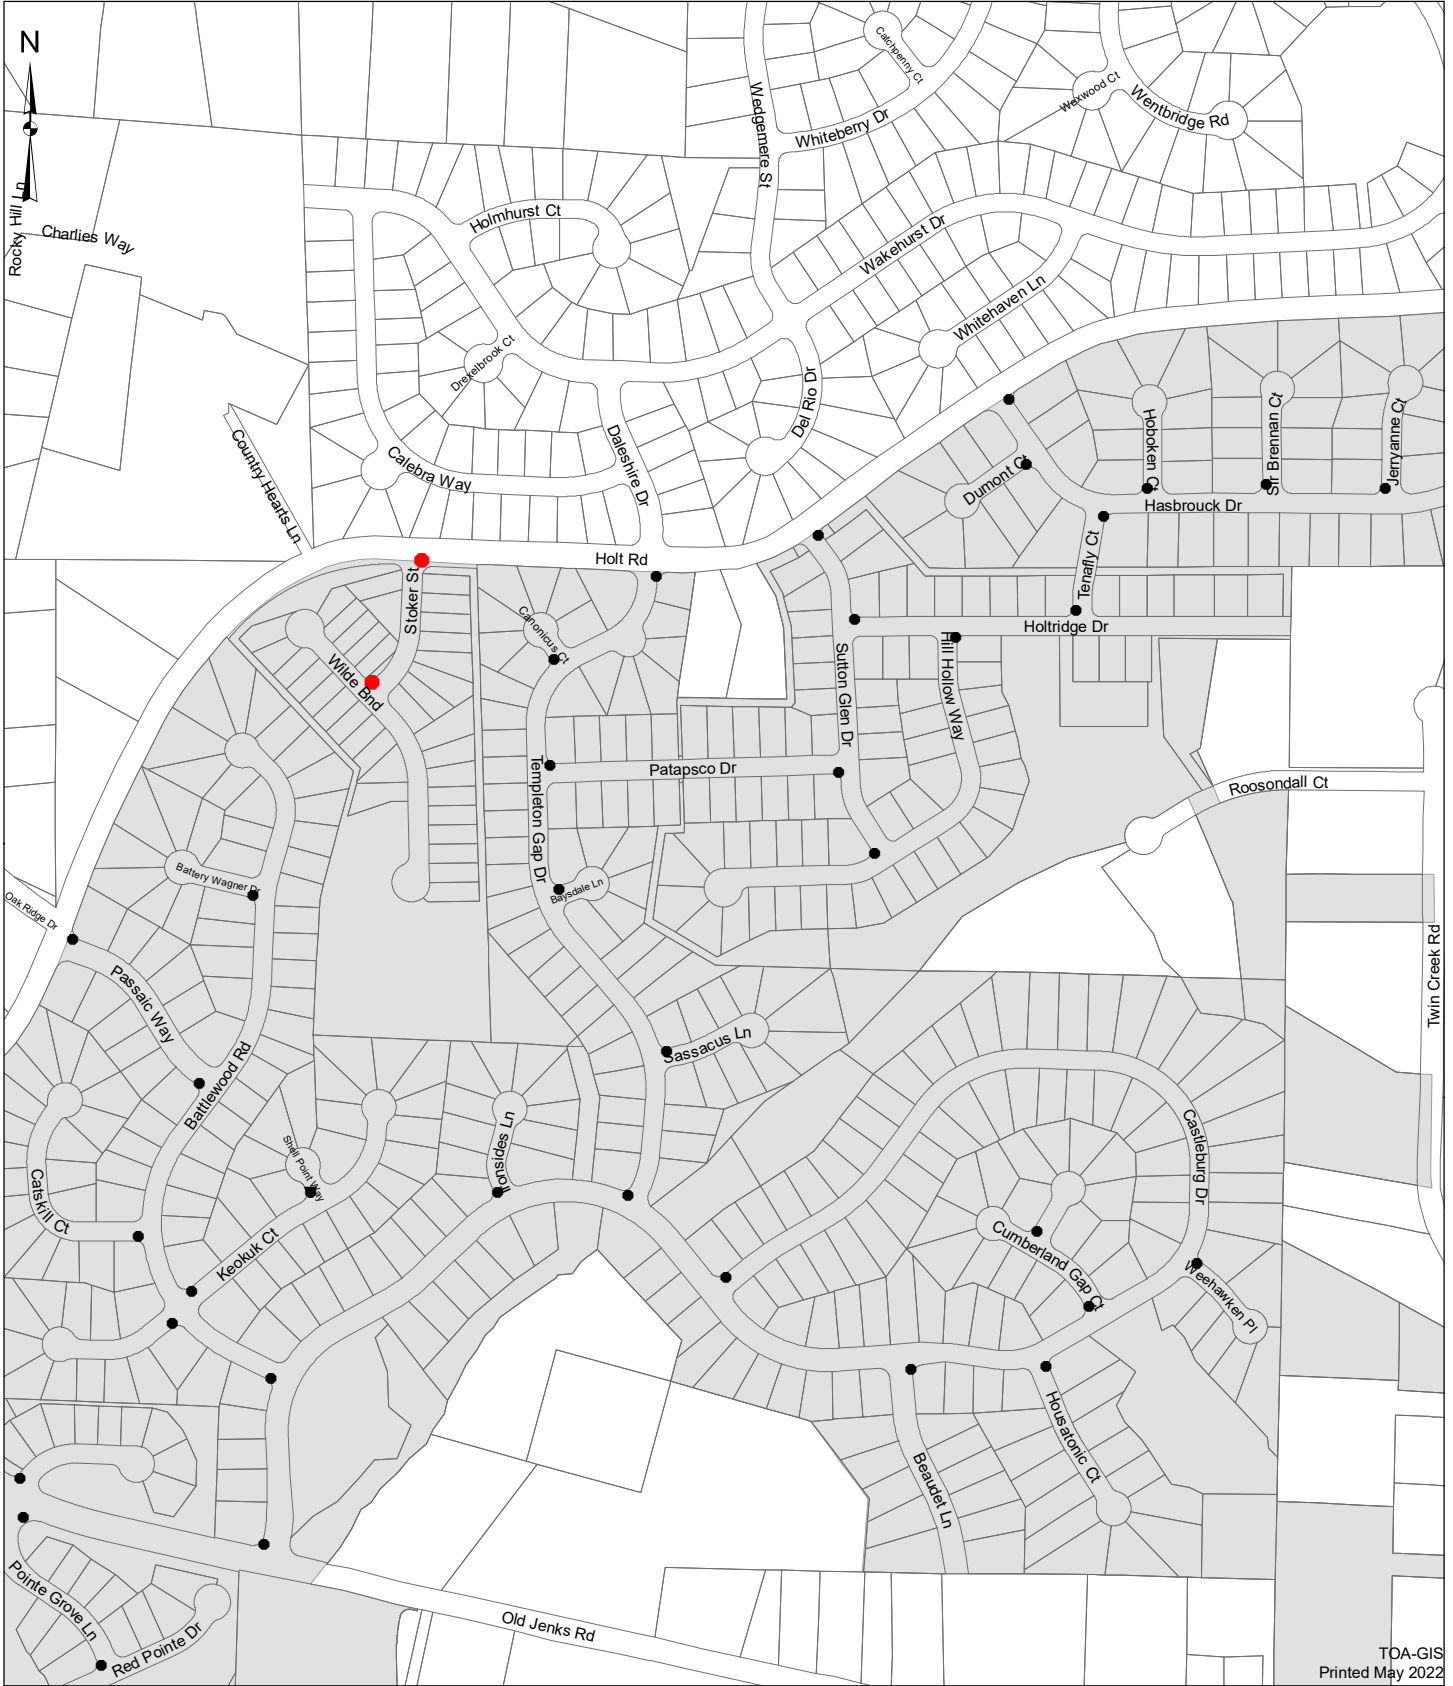 N
Catchpenny Ct
Wexwood Ct
Wentbridge Rd
Wedgemere St
Whiteberry Dr
Rocky Hill Ln
Charlies Way
Holmhurst Ct
Wakehurst Dr
Whitehaven Ln
Drexelbrook Ct
Del Rio Dr
Country Hearts Ln
Calebra Way
Daleshire Dr
Hoboken Ct
Sir Brennan Ct
Jerryanne Ct
Dumont Ct
Hasbrouck Dr
Holt Rd
Tenafly Ct
Stoker St
Canonicus Ct
Holtridge Dr
Wilde Bnd
Sutton Glen Dr
Hill Hollow Way
Templeton Gap Dr
Patapsco Dr
Roosondall Ct
Battery Wagner Dr
Baysdale Ln
Oak Ridge Dr
Twin Creek Rd
Passaic Way
Sassacus Ln
Battlewood Rd
Shell Point Way
Ironsides Ln
Castleburg Dr
Catskill Ct
Keokuk Ct
Cumberland Gap Ct
Weehawken Pl
Housatonic Ct
Beaudet Ln
Pointe Grove Ln
Red Pointe Dr
Old Jenks Rd
TOA-GIS
Printed May 2022